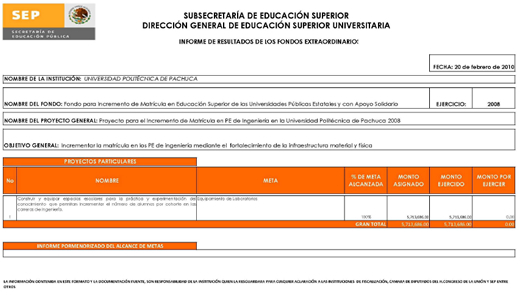 SEP
SECRETARÍA DE
EDUCACIÓN PÚBLICA
SUBSECRETARÍA DE EDUCACIÓN SUPERIOR
DIRECCIÓN GENERAL DE EDUCACIÓN SUPERIOR UNIVERSITARIA
INFORME DE RESULTADOS DE LOS FONDOS EXTRAORDINARIO:
FECHA: 20 de febrero de 2010
NOMBRE DE LA INSTITUCIÓN: UNIVERSIDAD POLITÉCNICA DE PACHUCA
NOMBRE DEL FONDO: Fondo para Incremento de Matrícula en Educación Superior de las Universidades Públicas Estatales y con Apoyo Solidario EJERCICIO: 2008
NOMBRE DEL PROYECTO GENERAL: Proyecto para el Incremento de Matrícula en PE de Ingeniería en la Universidad Politécnica de Pachuca 2008
OBJETIVO GENERAL: Incrementar la matrícula en los PE de ingeniería mediante el fortalecimiento de la infraestructura material y física
PROYECTOS PARTICULARES
No NOMBRE META % DE META ALCANZADA MONTO ASIGNADO MONTO EJERCIDO MONTO POR EJERCER
1 Construir y equipar espacios escolares para la práctica y experimentación del Equipamiento de Laboratorios
conocimiento que permitan incrementar el número de alumnos por cohorte en las
carreras de ingeniería 5,713,686.00 5,713,686.00 0.00
GRAN TOTAL 5,713,686.00 5,713,686.00 0.00
INFORME PORMENORIZADO DEL ALCANCE DE METAS
LA INFORMACIÓN CONTENIDA EN ESTE FORMATO Y LA DOCUMENTACIÓN FUENTE, SON RESPONSABILIDAD DE LA INSTITUCIÓN QUIEN LA RESGUARDARA PARA CUALQUIER ACLARACIÓN A LAS INSTITUCIONES DE FISCALIZACIÓN, CAMARA DE DIPUTADOS DEL H. CONGRESO DE LA UNIÓN Y SEP ENTRE
OTROS